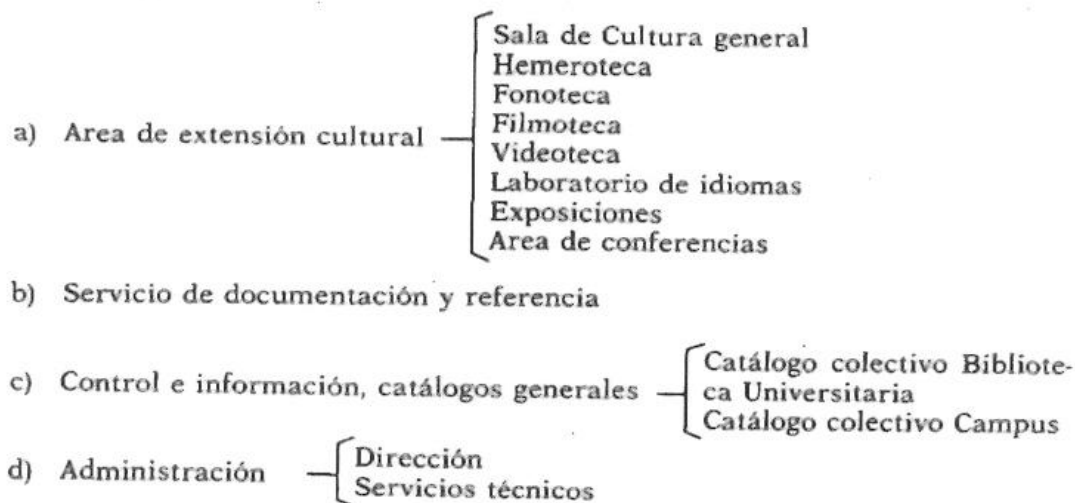 Sala de Cultura general
Hemeroteca
Fonoteca
a) Area de extensión cultural
Filmoteca
Videoteca
Laboratorio de idiomas
Exposiciones
Area de conferencias
b) Servicio de documentación y referencia
c) Control e información, catálogos generales
Catálogo colectivo Bibliote-
ca Universitaria
Catálogo colectivo Campus
d) Administración
Dirección
Servicios técnicos